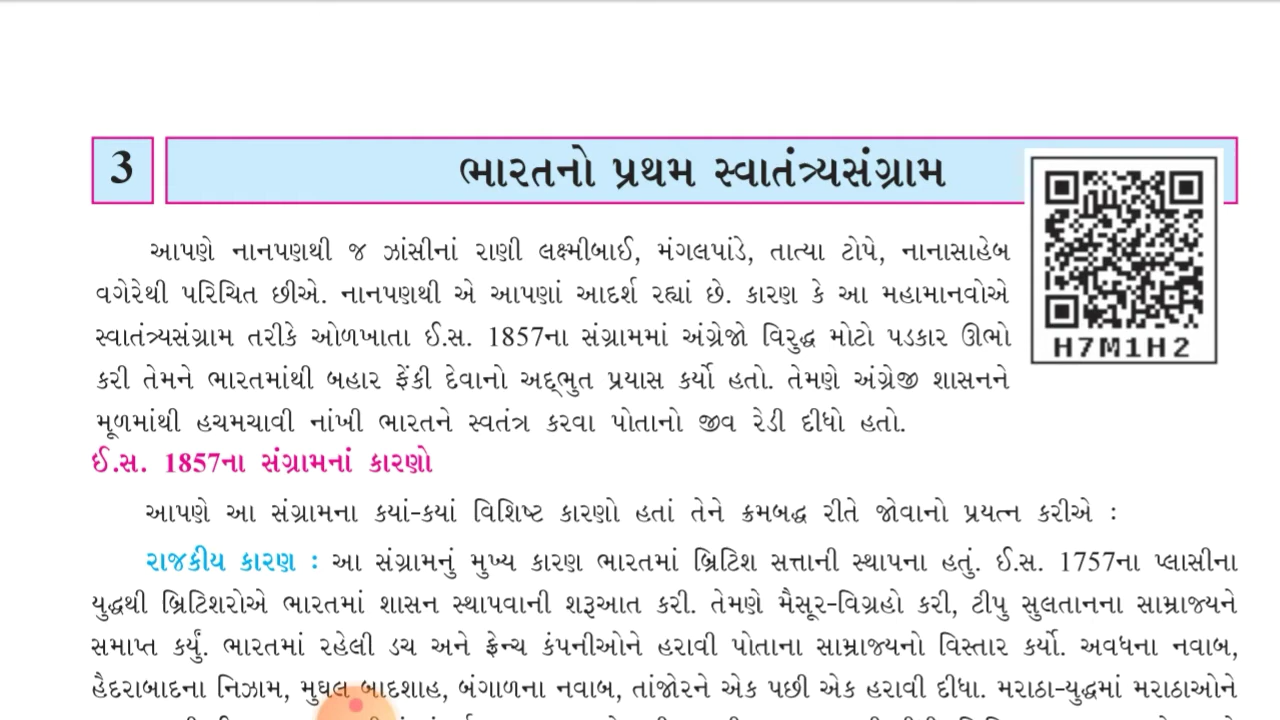 3
ભારતનો પ્રથમ સ્વાતંત્ર્યસંગ્રામ
આપણે નાનપણથી જ ઝાંસીનાં રાણી લક્ષ્મીબાઈ, મંગલપાંડે, તાત્યા ટોપે, નાનાસાહેબ
વગેરેથી પરિચિત છીએ. નાનપણથી એ આપણાં આદર્શ રહ્યાં છે. કારણ કે આ મહામાનવોએ
સ્વાતંત્ર્યસંગ્રામ તરીકે ઓળખાતા ઈ.સ. 1857ના સંગ્રામમાં અંગ્રેજો વિરુદ્ધ મોટો પડકાર ઊભો
કરી તેમને ભારતમાંથી બહાર ફેંકી દેવાનો અદ્ભુત પ્રયાસ કર્યો હતો. તેમણે અંગ્રેજી શાસનને
મૂળમાંથી હચમચાવી નાંખી ભારતને સ્વતંત્ર કરવા પોતાનો જીવ રેડી દીધો હતો.
H7M1H2
ઈ.સ. 1857ના સંગ્રામનાં કારણો
આપણે આ સંગ્રામના કયાં-કયાં વિશિષ્ટ કારણો હતાં તેને ક્રમબદ્ધ રીતે જોવાનો પ્રયત્ન કરીએ :
રાજકીય કારણ : આ સંગ્રામનું મુખ્ય કારણ ભારતમાં બ્રિટિશ સત્તાની સ્થાપના હતું. ઈ.સ. 1757ના પ્લાસીના
યુદ્ધથી બ્રિટિશરોએ ભારતમાં શાસન સ્થાપવાની શરૂઆત કરી. તેમણે મૈસૂર-વિગ્રહો કરી, ટીપુ સુલતાનના સામ્રાજ્યને
સમાપ્ત કર્યું. ભારતમાં રહેલી ડચ અને ફ્રેન્ચ કંપનીઓને હરાવી પોતાના સામ્રાજ્યનો વિસ્તાર કર્યો. અવધના નવાબ,
હૈદરાબાદના નિઝામ, મુઘલ બાદશાહ, બંગાળના નવાબ, તાંજોરને એક પછી એક હરાવી દીધા. મરાઠા-યુદ્ધમાં મરાઠાઓને